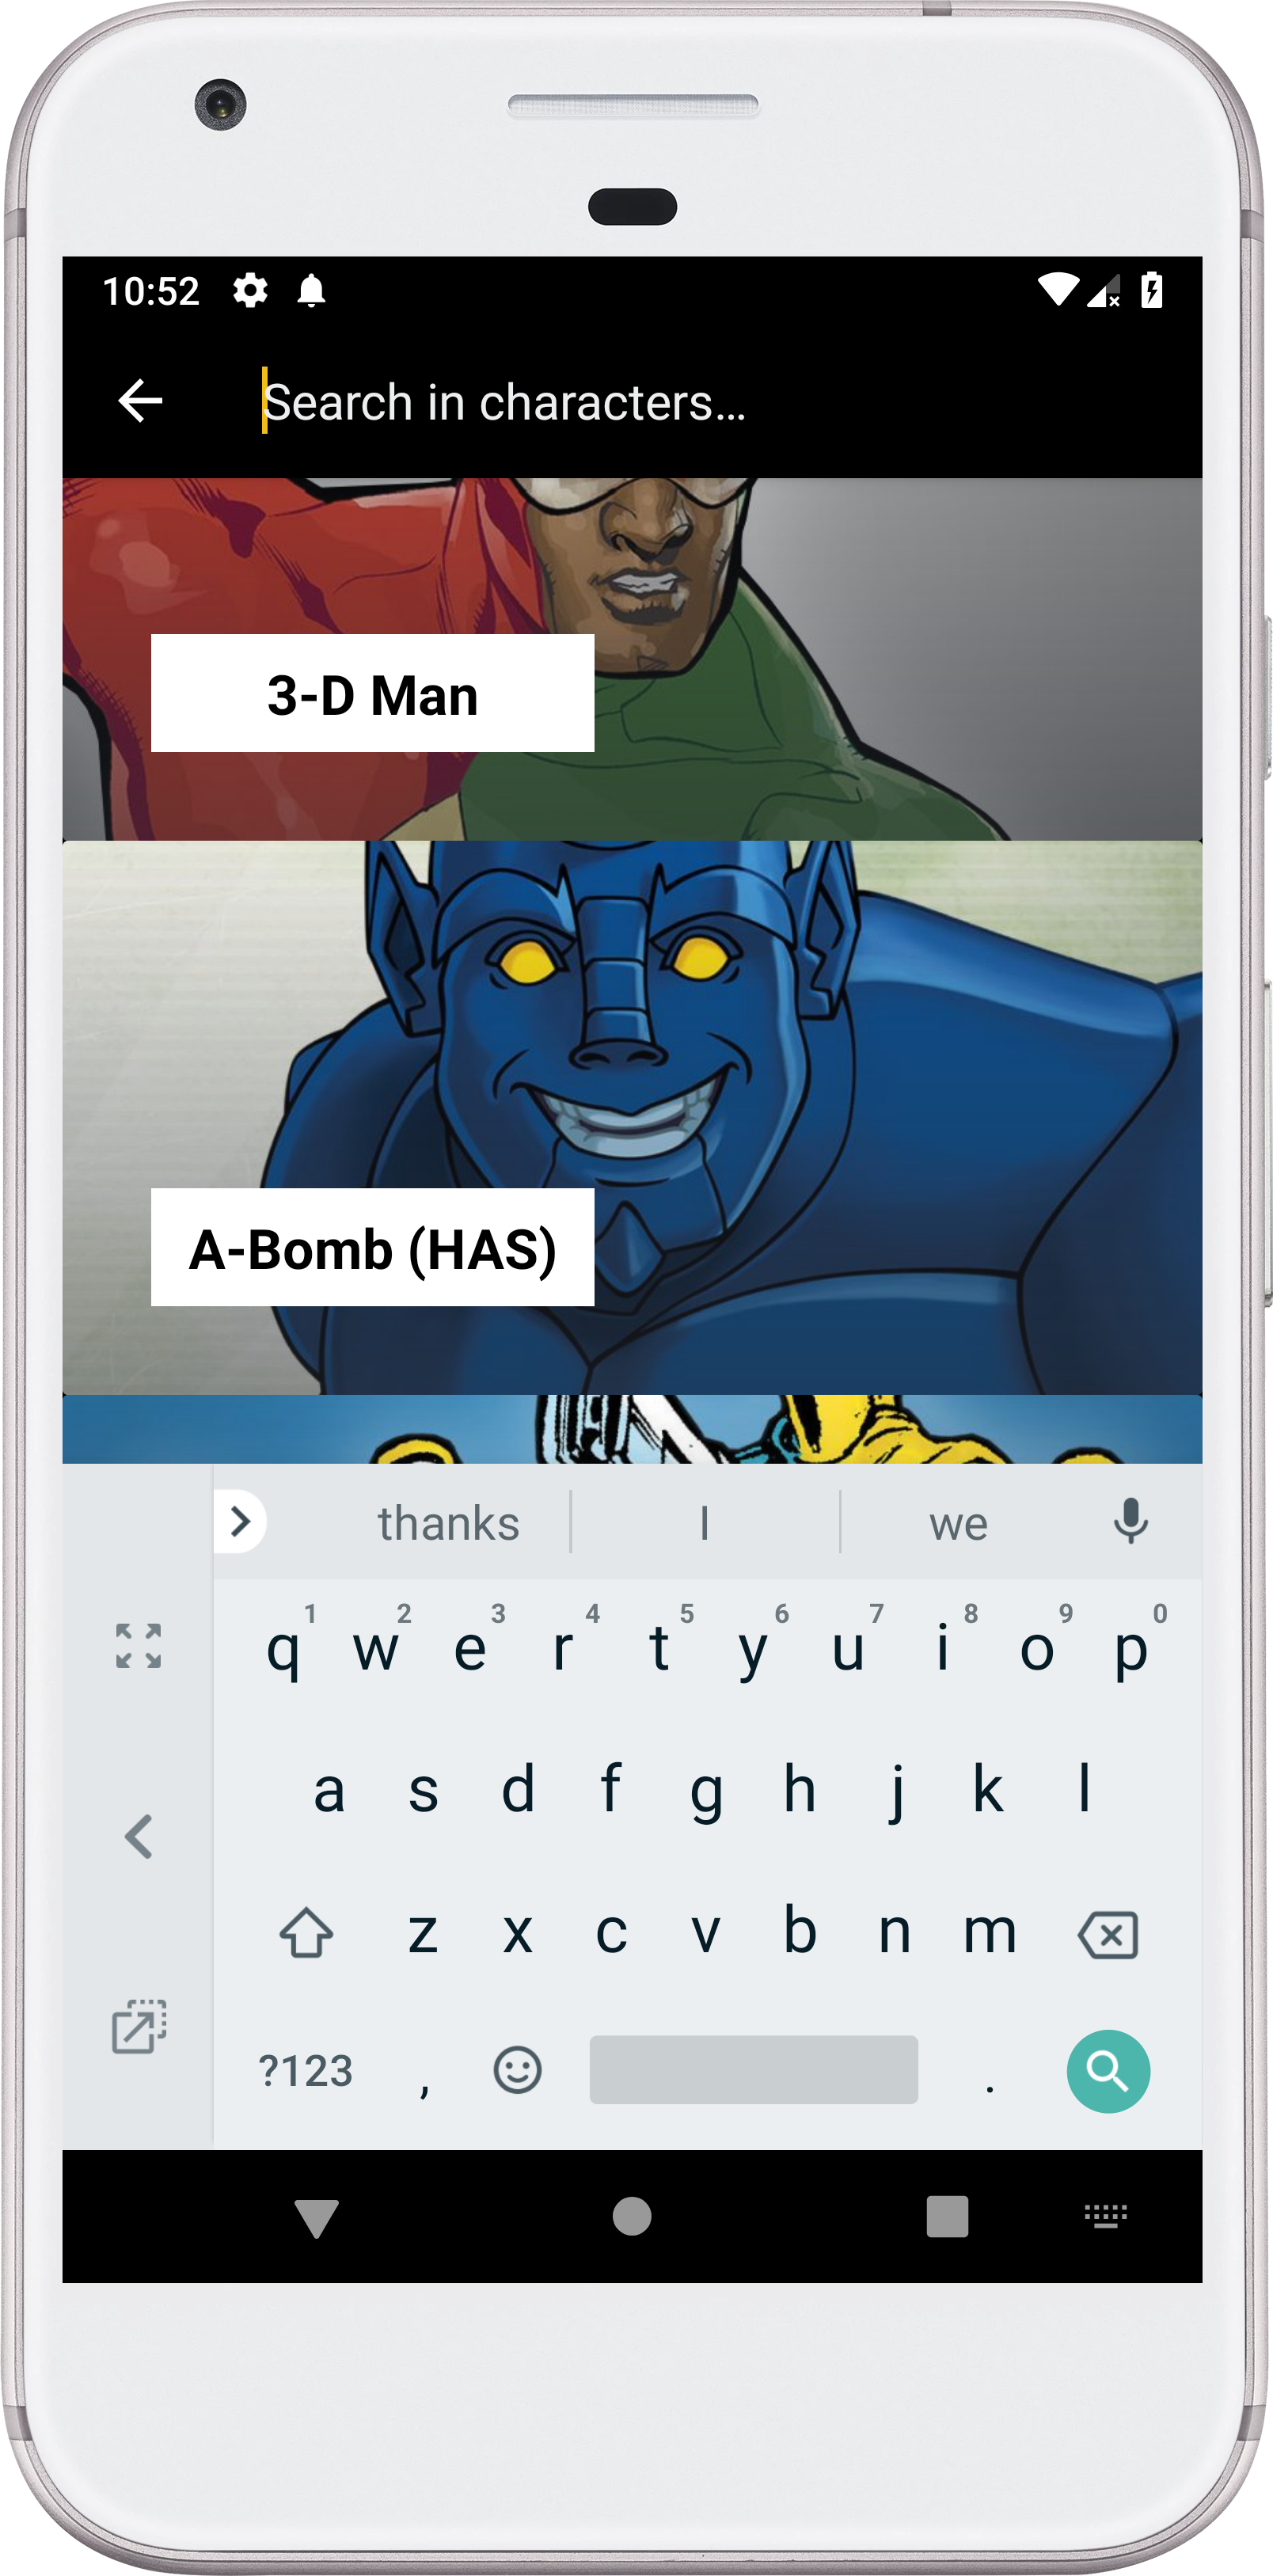 10:52
Search in characters...
3-D Man
A-Bomb (HAS)
thanks I we
1 2 3 4 5 6 7 8 9 0
q w e r t y u i o p
a s d f g h j k l
z x c v b n m
?123 , .